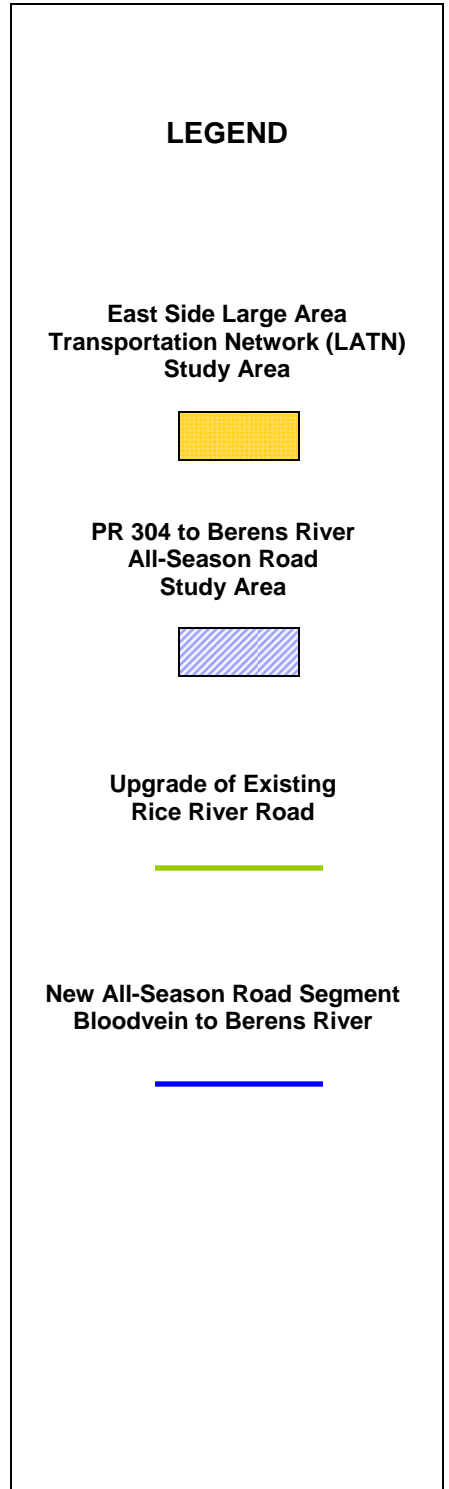 LEGEND
East Side Large Area
Transportation Network (LATN)
Study Area
PR 304 to Berens River
All-Season Road
Study Area
Upgrade of Existing
Rice River Road
New All-Season Road Segment
Bloodvein to Berens River